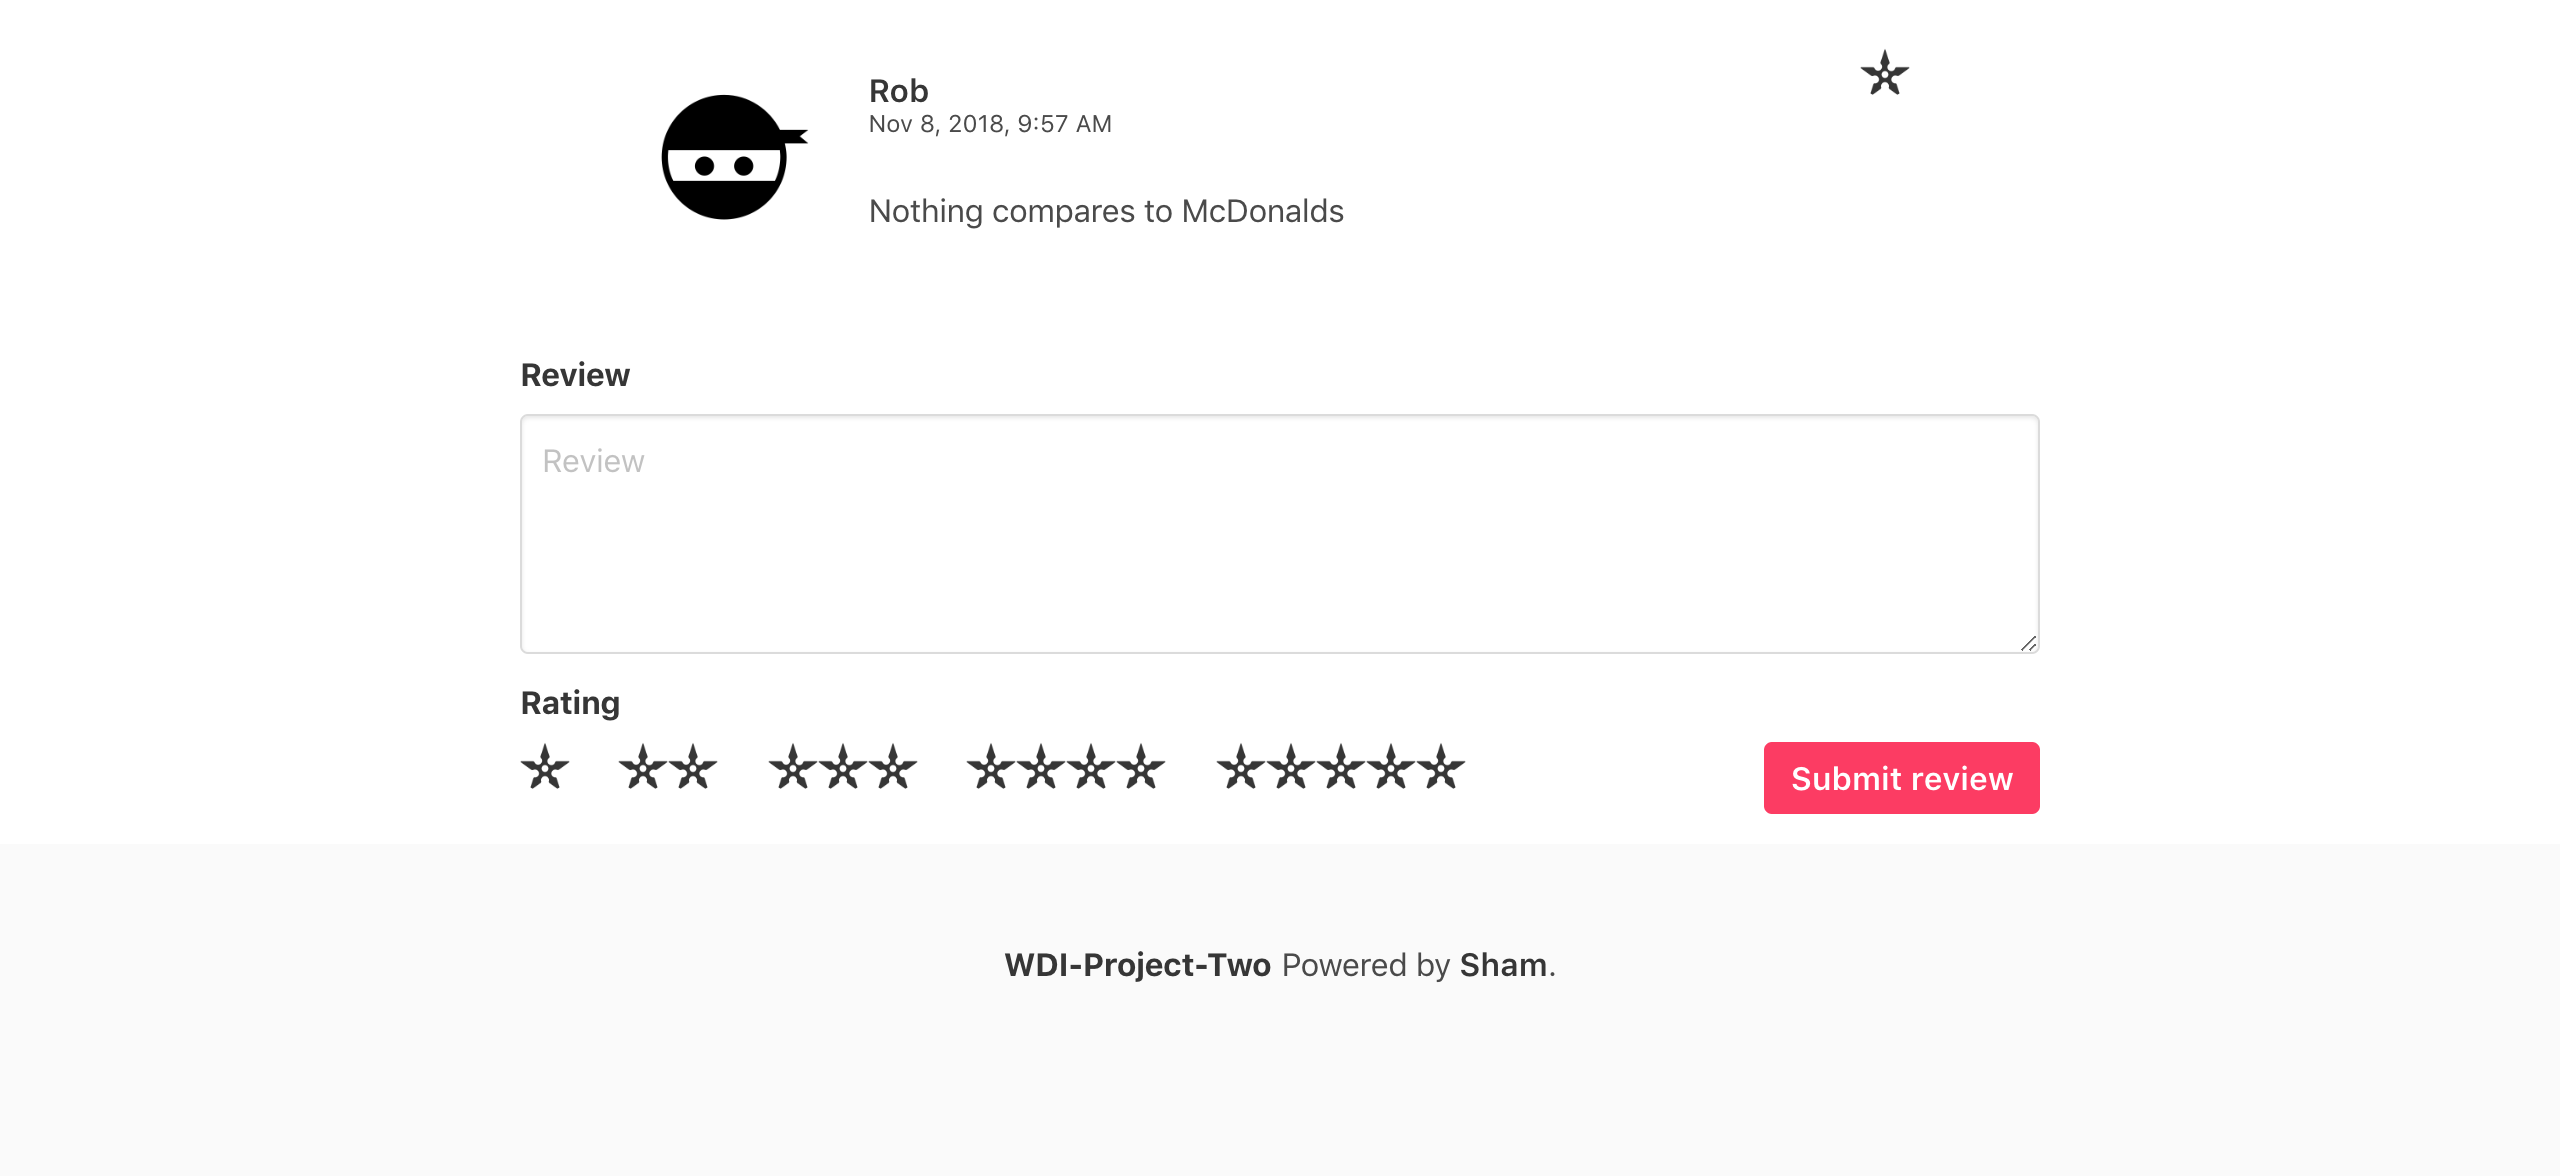 Rob
Nov 8, 2018, 9:57 AM
Nothing compares to McDonalds
Review
Review
Rating
Submit review
WDI-Project-Two Powered by Sham.